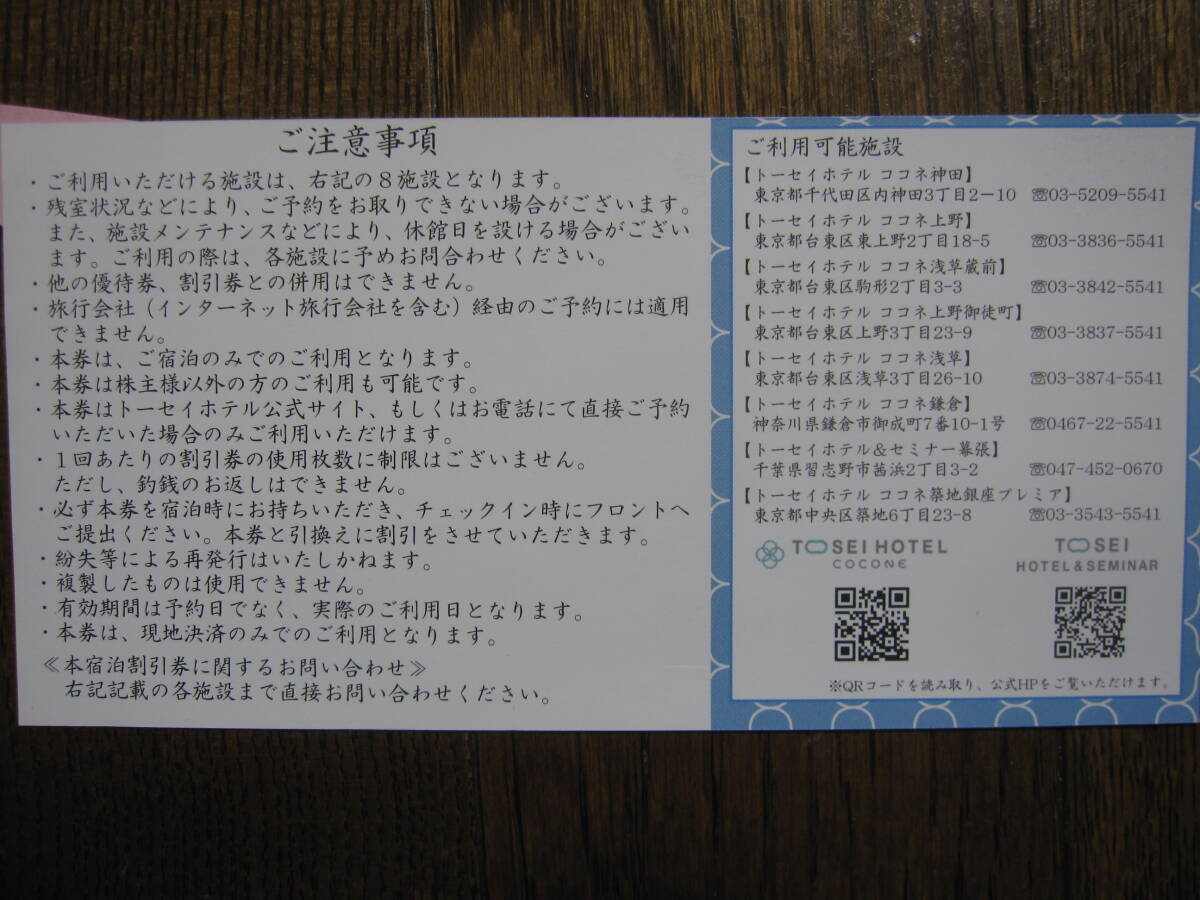 ご注意事項
・ご利用いただける施設は、右記の８施設となります。
・残室状況などにより、ご予約をお取りできない場合がございます。
また、施設メンテナンスなどにより、休館日を設ける場合がござい
ます。ご利用の際は、各施設に予めお問合わせください。
・他の優待券、割引券との併用はできません。
・旅行会社（インターネット旅行会社を含む）経由のご予約には適用
できません。
・本券は、ご宿泊のみでのご利用となります。
・本券は株主様以外の方のご利用も可能です。
・本券はトーセイホテル公式サイト、もしくはお電話にて直接ご予約
いただいた場合のみご利用いただけます。
・１回あたりの割引券の使用枚数に制限はございません。
ただし、釣銭のお返しはできません。
・必ず本券を宿泊時にお持ちいただき、チェックイン時にフロントへ
ご提出ください。本券と引換えに割引をさせていただきます。
・紛失等による再発行はいたしかねます。
・複製したものは使用できません。
・有効期間は予約日でなく、実際のご利用日となります。
・本券は、現地決済のみでのご利用となります。
≪本宿泊割引券に関するお問い合わせ≫
右記記載の各施設まで直接お問い合わせください。
ご利用可能施設
【トーセイホテル ココネ神田】
東京都千代田区内神田3丁目2－10 ☏03-5209-5541
【トーセイホテル ココネ上野】
東京都台東区東上野2丁目18-5 ☏03-3836-5541
【トーセイホテル ココネ浅草蔵前】
東京都台東区駒形2丁目3-3 ☏03-3842-5541
【トーセイホテル ココネ上野御徒町】
東京都台東区上野3丁目23-9 ☏03-3837-5541
【トーセイホテル ココネ浅草】
東京都台東区浅草3丁目26-10 ☏03-3874-5541
【トーセイホテル ココネ鎌倉】
神奈川県鎌倉市御成町7番10-1号 ☏0467-22-5541
【トーセイホテル＆セミナー幕張】
千葉県習志野市茜浜2丁目3-2 ☏047-452-0670
【トーセイホテル ココネ築地銀座プレミア】
東京都中央区築地6丁目23-8 ☏03-3543-5541
TOSEI HOTEL
COCONE
TOSEI
HOTEL & SEMINAR
※QRコードを読み取り、公式HPをご覧いただけます。